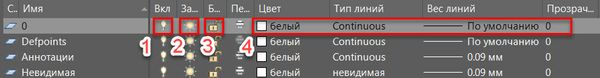 С... Имя Вкл За... Б... Пе... Цвет Тип линий Вес линий Прозрач...
0 белый Continuous По умолчанию 0
Defpoints белый Continuous По умолчанию 0
Аннотации белый Continuous 0.09 мм 0
Невидимая белый невидимая 0.09 мм 0
1 2 3 4